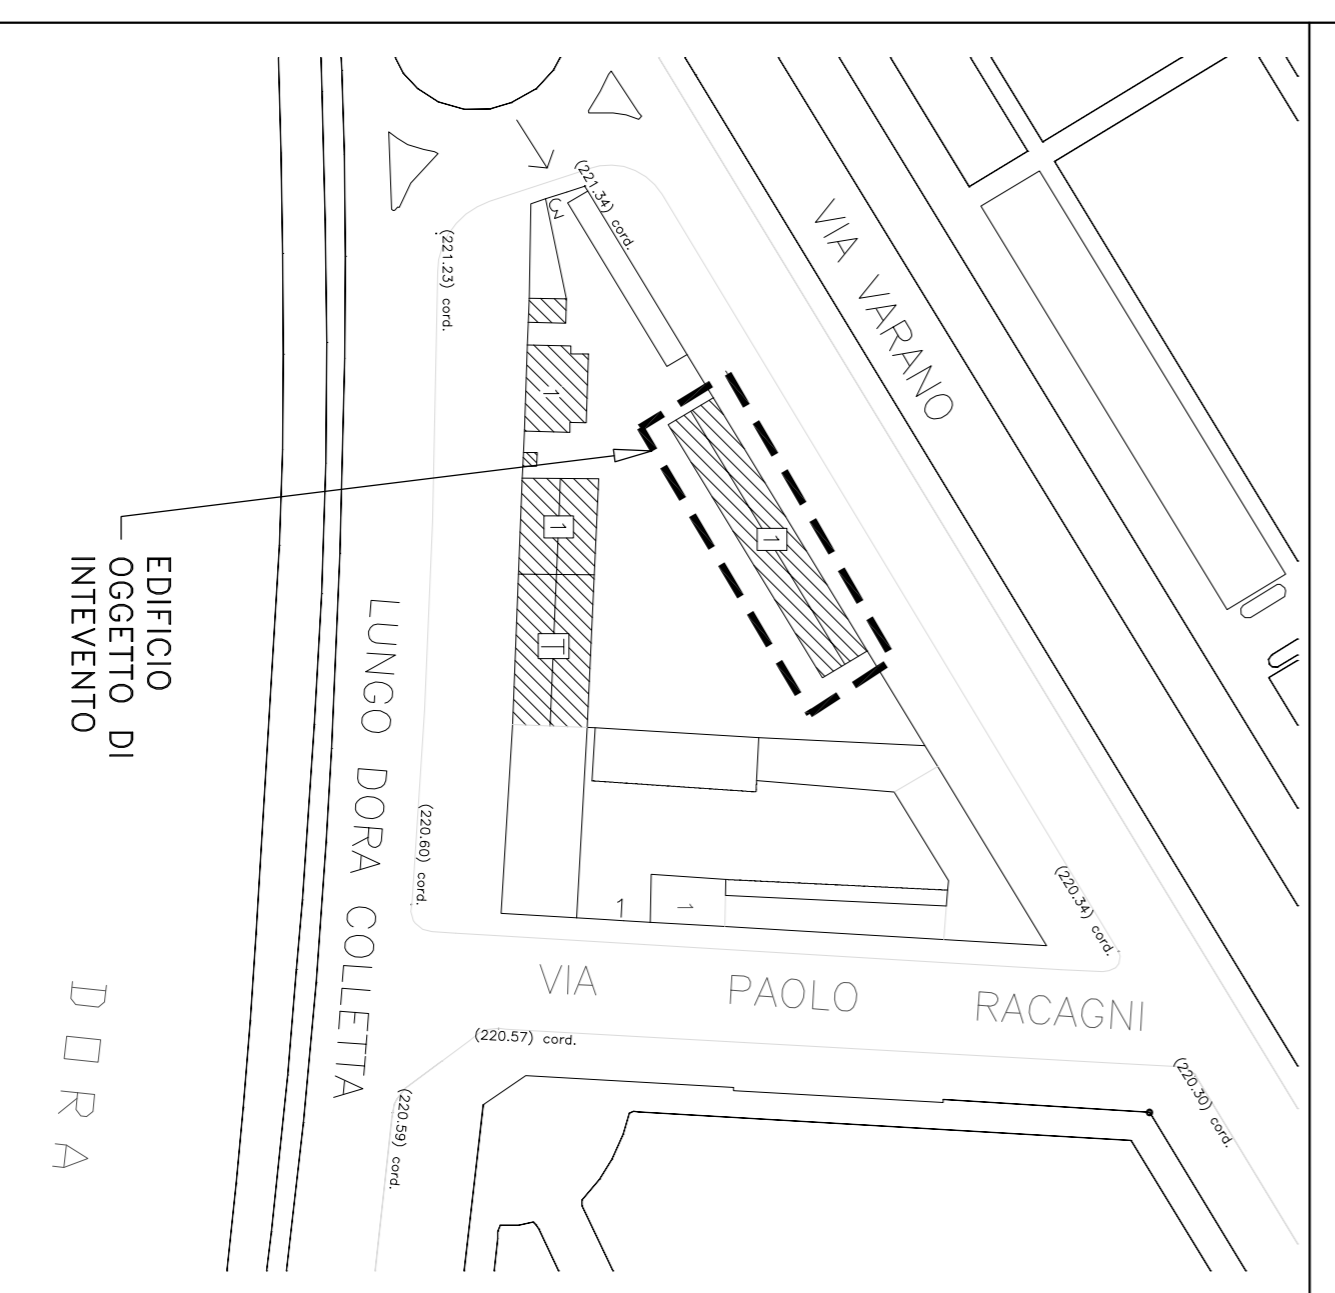 VIA VARANO
(221.34) cord.
3
(221.23) cord.
1
1
1
T
EDIFICIO
OGGETTO DI
INTEVENTO
LUNGO DORA COLLETTA
(220.60) cord.
(220.34) cord.
1
1
VIA PAOLO RACAGNI
(220.57) cord.
(220.30) cord.
(220.59) cord.
DORA